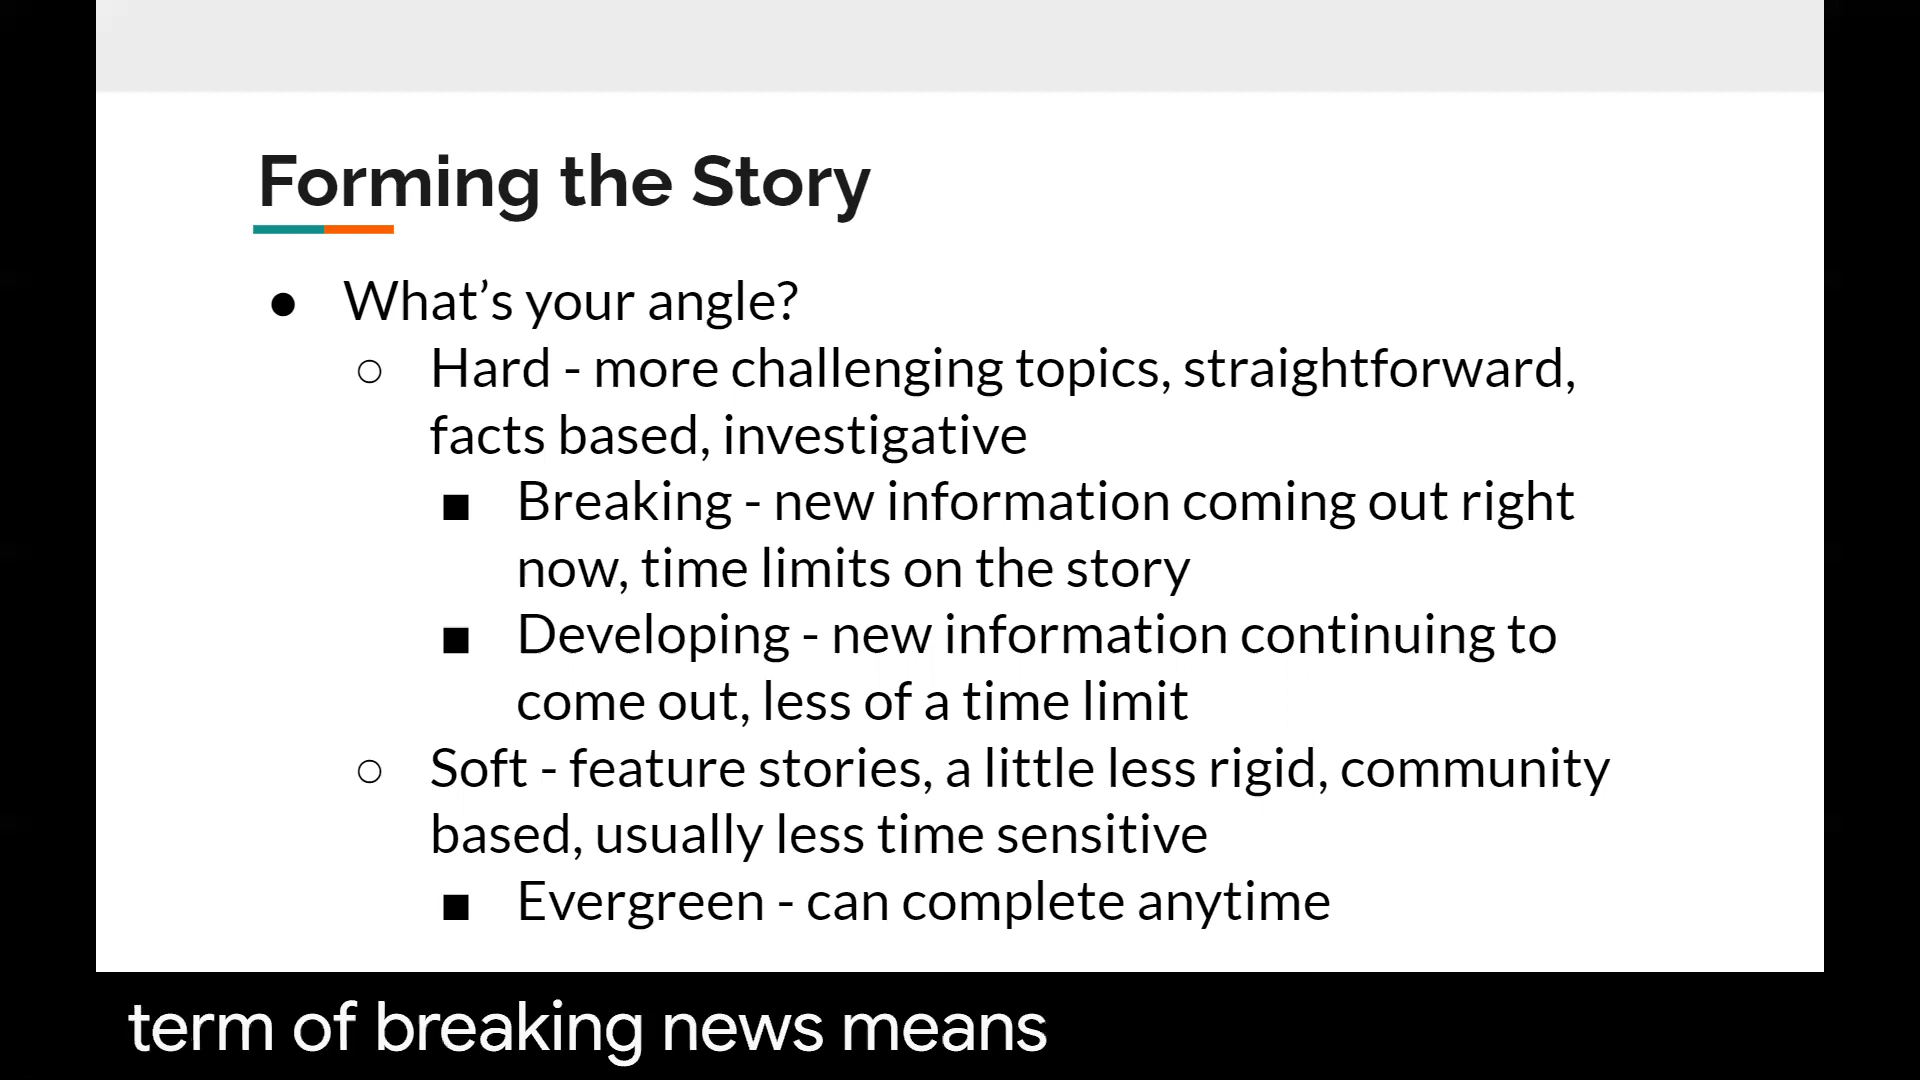 Forming the Story
● What’s your angle?
○ Hard - more challenging topics, straightforward,
facts based, investigative
■ Breaking - new information coming out right
now, time limits on the story
■ Developing - new information continuing to
come out, less of a time limit
○ Soft - feature stories, a little less rigid, community
based, usually less time sensitive
■ Evergreen - can complete anytime
term of breaking news means